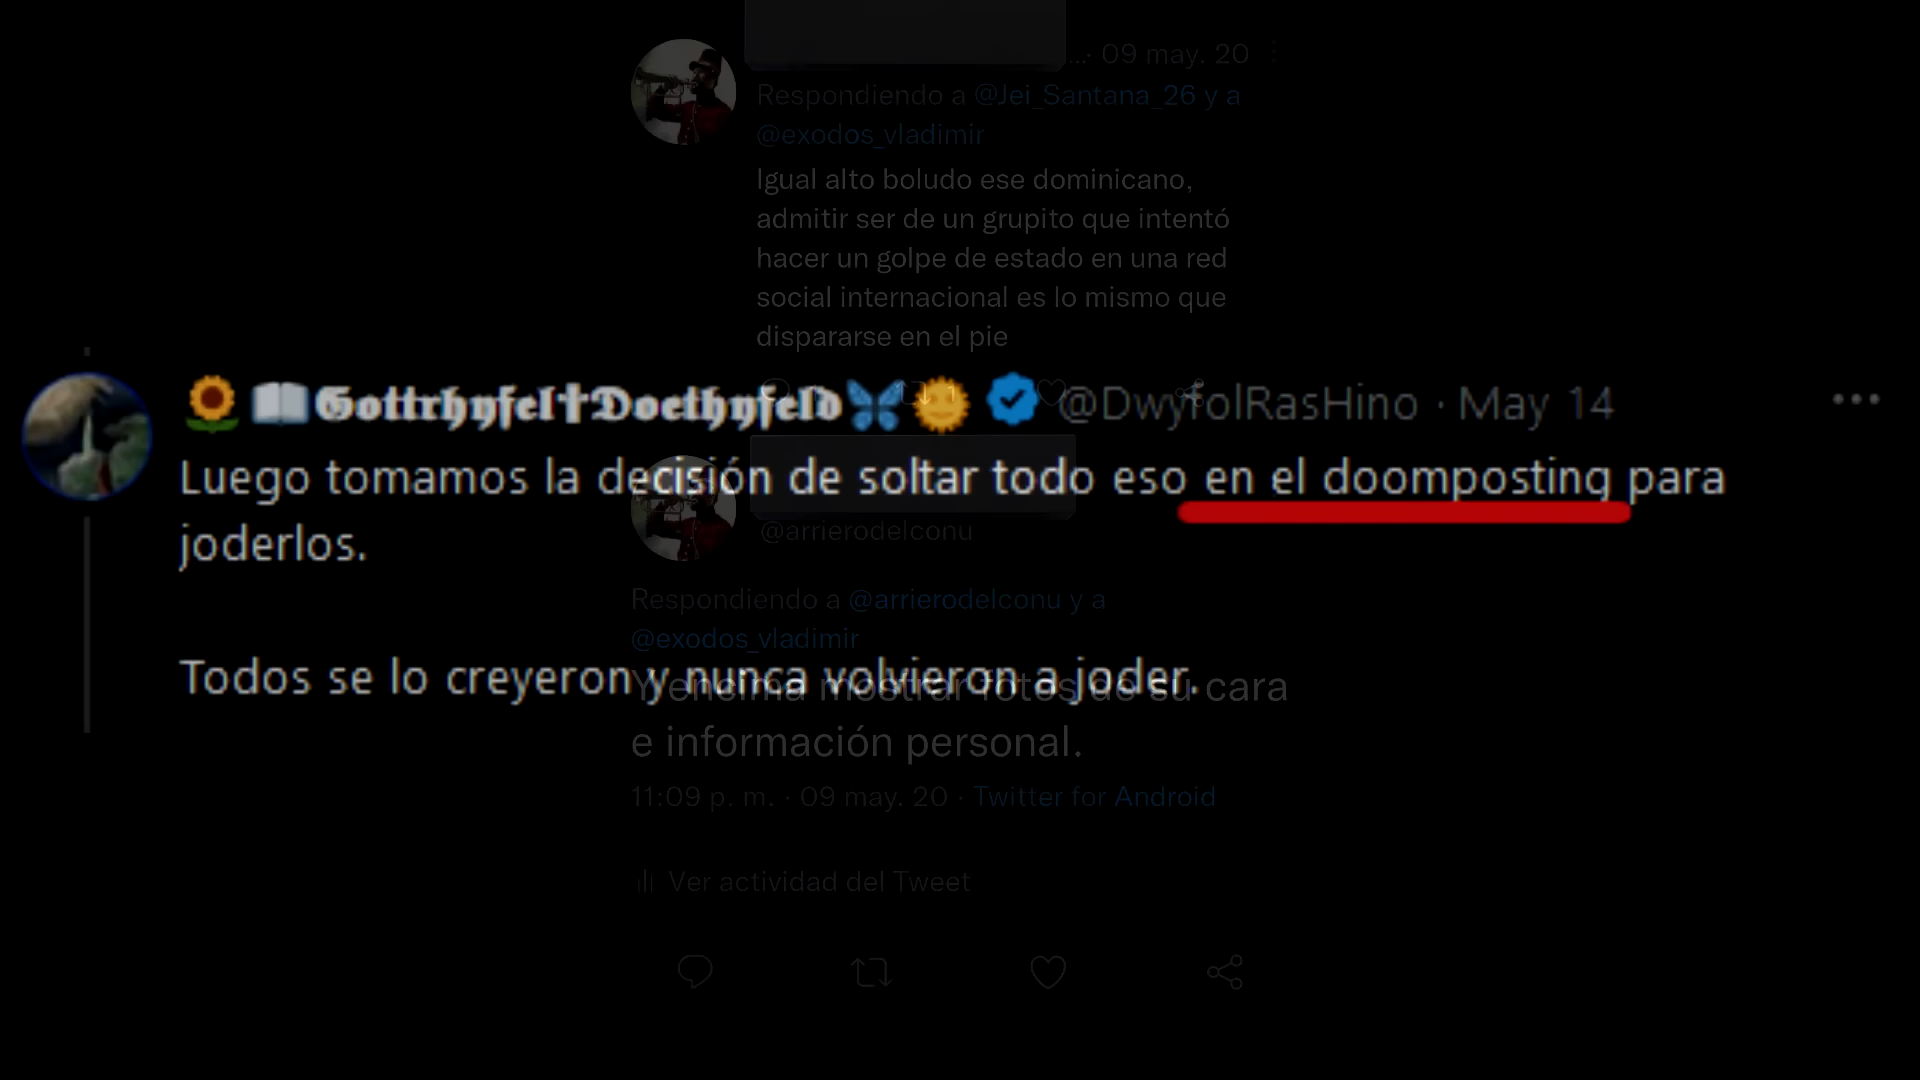 ...· 09 may. 20
Respondiendo a @Jei_Santana_26 y a
@exodos_vladimir
Igual alto boludo ese dominicano,
admitir ser de un grupito que intentó
hacer un golpe de estado en una red
social internacional es lo mismo que
dispararse en el pie
1
🌻📖𝕲𝖔𝖙𝖙𝖗𝖍𝖞𝖋𝖊𝖑✝𝕯𝖔𝖊𝖙𝖍𝖞𝖋𝖊𝖑𝖉🦋🌞 @DwyfolRasHino · May 14
Luego tomamos la decisión de soltar todo eso en el doomposting para
joderlos.
Todos se lo creyeron y nunca volvieron a joder.
@arrierodelconu
Respondiendo a @arrierodelconu y a
@exodos_vladimir
Y encima mostrar fotos de su cara
e información personal.
11:09 p. m. · 09 may. 20 · Twitter for Android
Ver actividad del Tweet